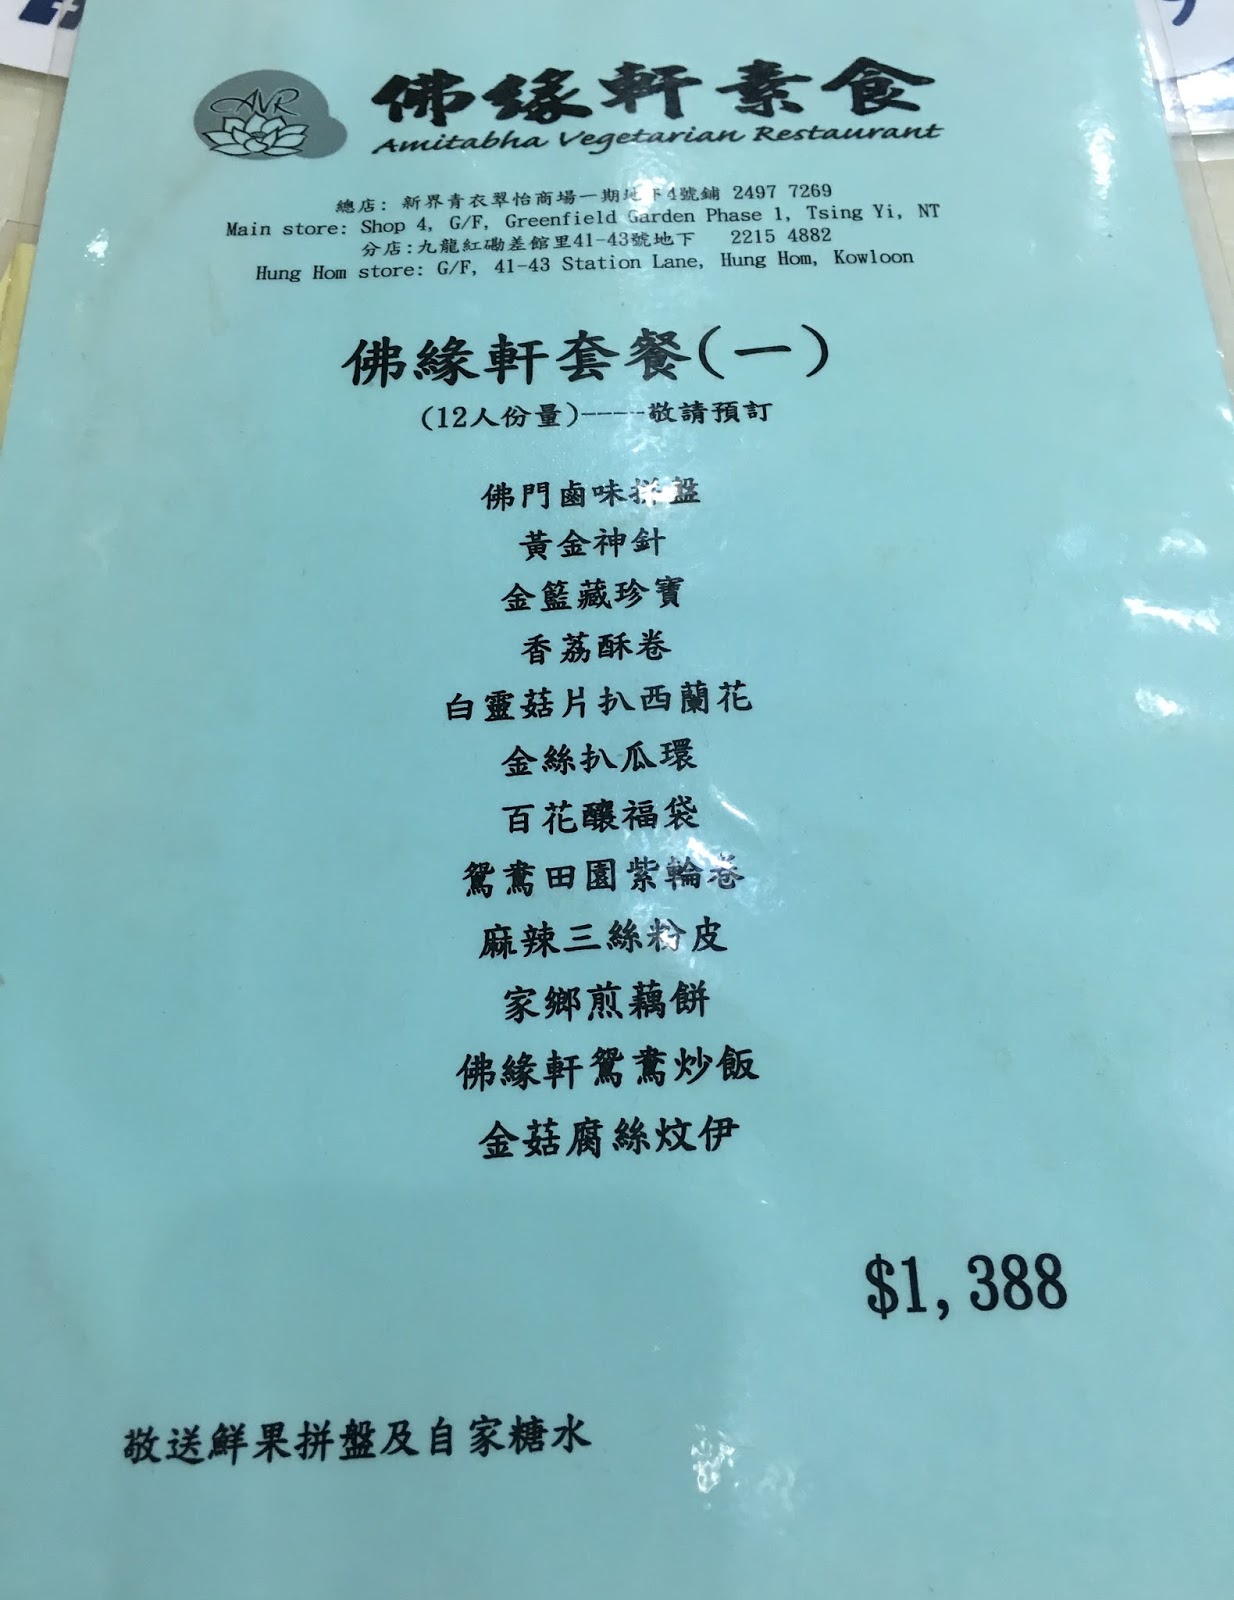 AVR
佛緣軒素食
Amitabha Vegetarian Restaurant
總店: 新界青衣翠怡商場一期地下4號鋪 2497 7269
Main store: Shop 4, G/F, Greenfield Garden Phase 1, Tsing Yi, NT
分店:九龍紅磡差館里41-43號地下 2215 4882
Hung Hom store: G/F, 41-43 Station Lane, Hung Hom, Kowloon
佛緣軒套餐(一)
(12人份量)----敬請預訂
佛門鹵味拼盤
黃金神針
金籃藏珍寶
香荔酥卷
白靈菇片扒西蘭花
金絲扒瓜環
百花釀福袋
鴛鴦田園紫輪卷
麻辣三絲粉皮
家鄉煎藕餅
佛緣軒鴛鴦炒飯
金菇腐絲炆伊
$1,388
敬送鮮果拼盤及自家糖水